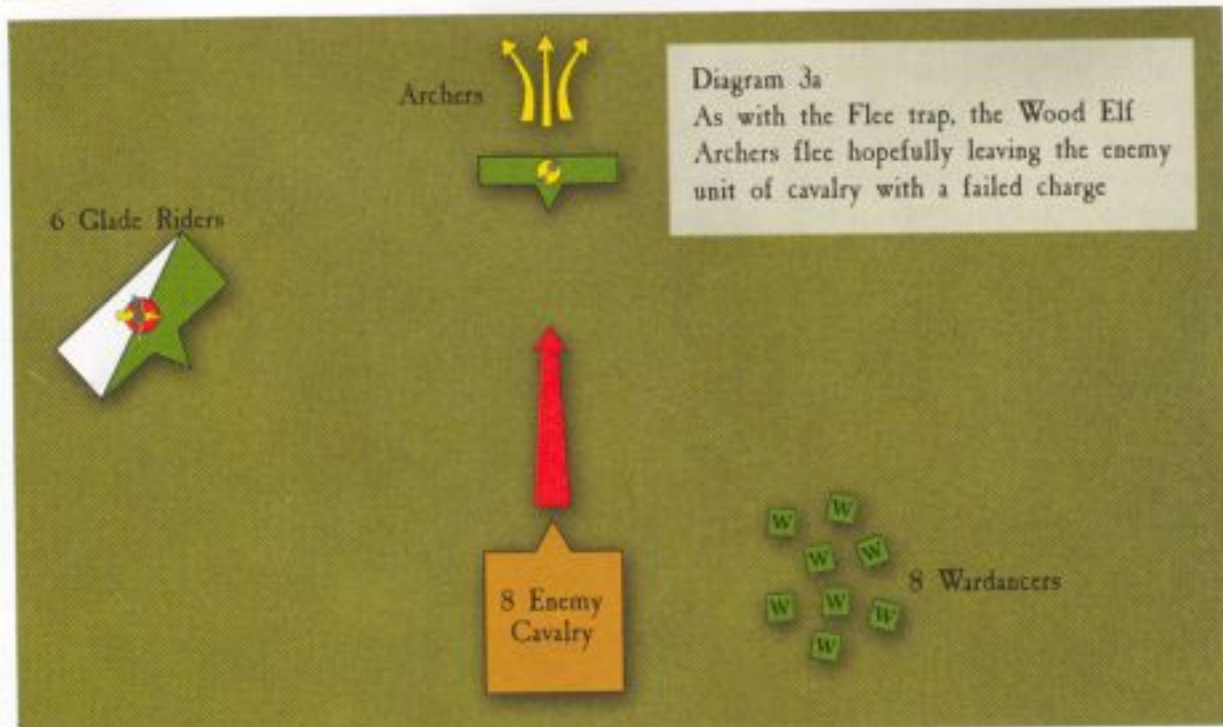 Archers
Diagram 3a
As with the Flee trap, the Wood Elf
Archers flee hopefully leaving the enemy
unit of cavalry with a failed charge
6 Glade Riders
8 Enemy
Cavalry
W
W
W
W
W
W
W
W
8 Wardancers